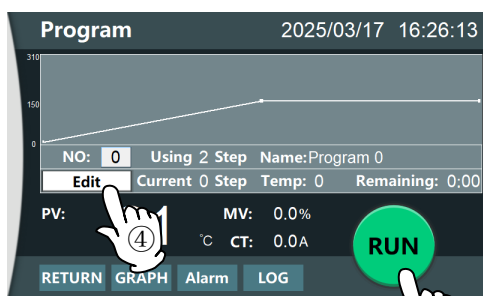 Program 2025/03/17 16:26:13
310
150
0
NO: 0 Using 2 Step Name:Program 0
Edit Current 0 Step Temp: 0 Remaining: 0:00
PV: 1 MV: 0.0%
④ °C CT: 0.0A
RUN
RETURN GRAPH Alarm LOG